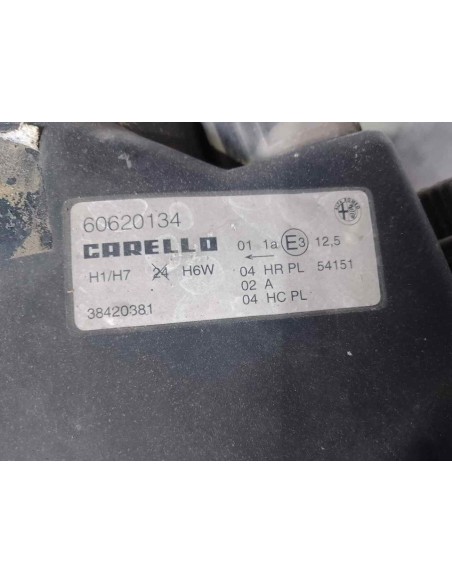 60620134
CARELLO 01 1a E3 12,5
H1/H7 24 H6W ← 04 HR PL 54151
02 A
38420381 04 HC PL